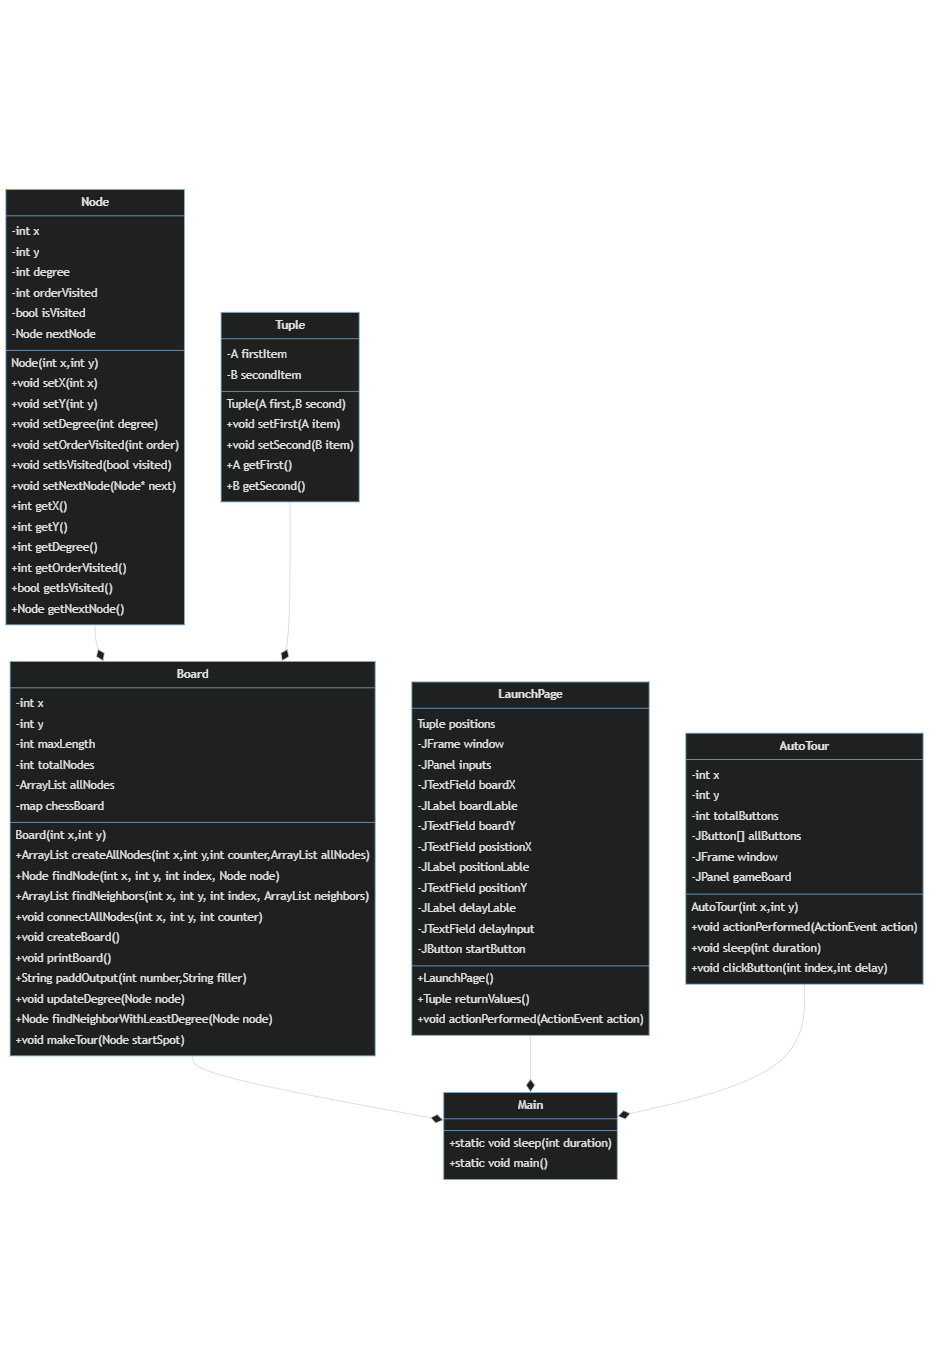 Node
-int x
-int y
-int degree
-int orderVisited
-bool isVisited
-Node nextNode
Node(int x,int y)
+void setX(int x)
+void setY(int y)
+void setDegree(int degree)
+void setOrderVisited(int order)
+void setIsVisited(bool visited)
+void setNextNode(Node* next)
+int getX()
+int getY()
+int getDegree()
+int getOrderVisited()
+bool getIsVisited()
+Node getNextNode()
Tuple
-A firstItem
-B secondItem
Tuple(A first,B second)
+void setFirst(A item)
+void setSecond(B item)
+A getFirst()
+B getSecond()
Board
-int x
-int y
-int maxLength
-int totalNodes
-ArrayList allNodes
-map chessBoard
Board(int x,int y)
+ArrayList createAllNodes(int x,int y,int counter,ArrayList allNodes)
+Node findNode(int x, int y, int index, Node node)
+ArrayList findNeighbors(int x, int y, int index, ArrayList neighbors)
+void connectAllNodes(int x, int y, int counter)
+void createBoard()
+void printBoard()
+String paddOutput(int number,String filler)
+void updateDegree(Node node)
+Node findNeighborWithLeastDegree(Node node)
+void makeTour(Node startSpot)
LaunchPage
Tuple positions
-JFrame window
-JPanel inputs
-JTextField boardX
-JLabel boardLable
-JTextField boardY
-JTextField posistionX
-JLabel positionLable
-JTextField positionY
-JLabel delayLable
-JTextField delayInput
-JButton startButton
+LaunchPage()
+Tuple returnValues()
+void actionPerformed(ActionEvent action)
AutoTour
-int x
-int y
-int totalButtons
-JButton[] allButtons
-JFrame window
-JPanel gameBoard
AutoTour(int x,int y)
+void actionPerformed(ActionEvent action)
+void sleep(int duration)
+void clickButton(int index,int delay)
Main
+static void sleep(int duration)
+static void main()